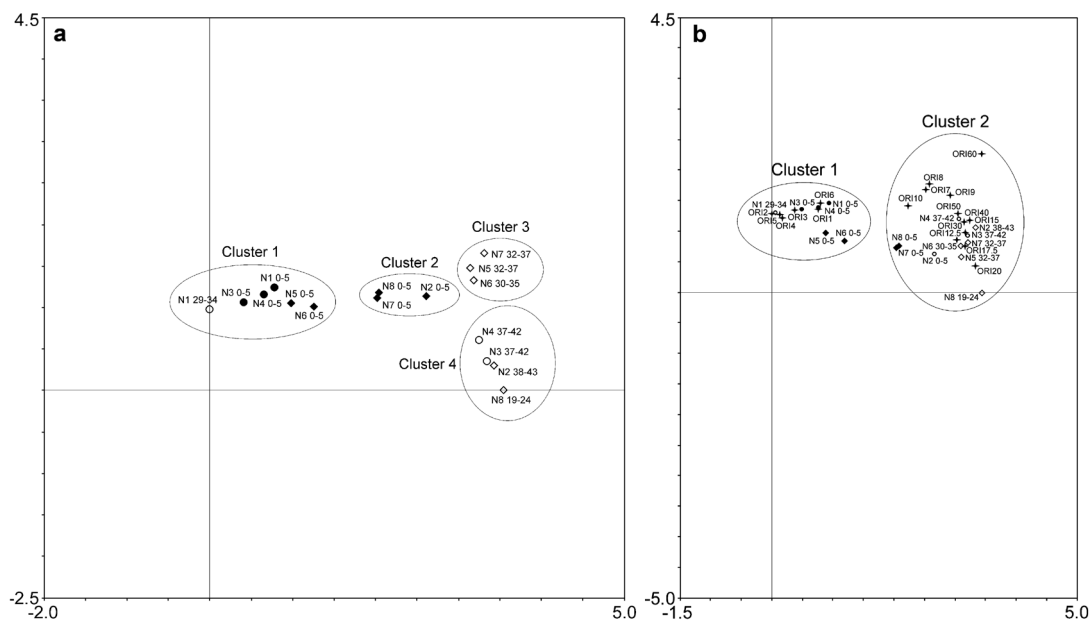 4.5
a
Cluster 3
N7 32-37
Cluster 1
N5 32-37
Cluster 2
N1 0-5
N6 30-35
N8 0-5
N2 0-5
N1 29-34
N3 0-5
N5 0-5
N4 0-5
N7 0-5
N6 0-5
N4 37-42
N3 37-42
Cluster 4
N2 38-43
N8 19-24
-2.5
-2.0
5.0
4.5
b
Cluster 2
ORI60
Cluster 1
ORI8
ORI7
ORI9
ORI6
ORI10
N1 29-34
N3 0-5
N1 0-5
ORI50
ORI2
ORI3
N4 0-5
ORI40
ORI5
ORI1
N4 37-42
ORI15
ORI4
ORI30
N2 38-43
ORI12.5
N3 37-42
N5 0-5
N6 0-5
N8 0-5
N6 30-35
N7 32-37
N7 0-5
ORI17.5
N2 0-5
N5 32-37
ORI20
N8 19-24
-5.0
-1.5
5.0